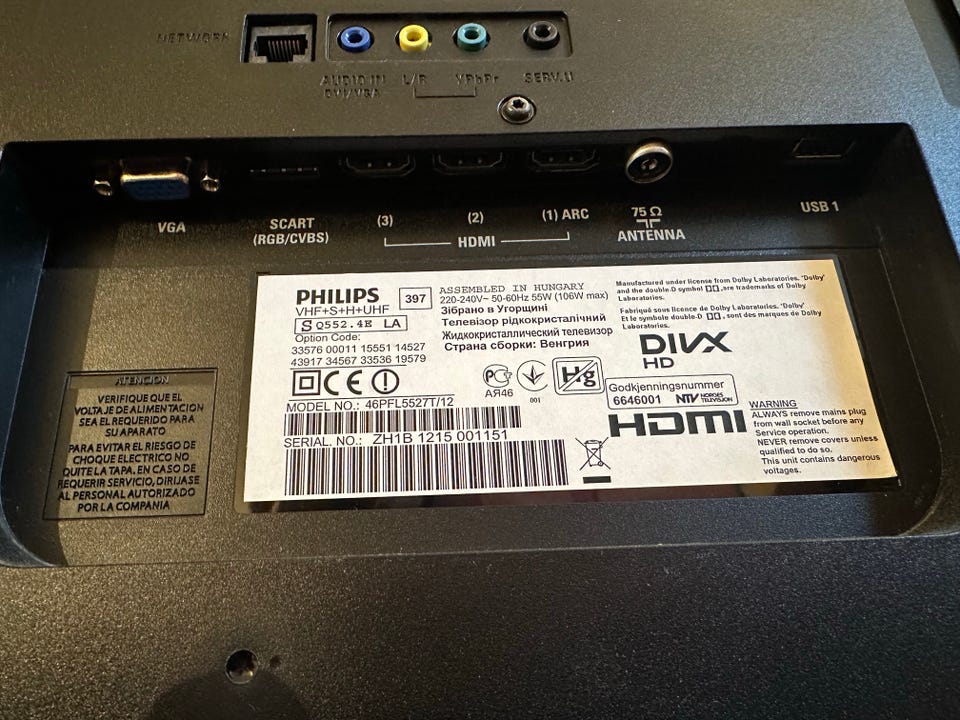 NETWORK
AUDIO IN
DVI/VGA
L/R
YPbPr
SERV.U
VGA
SCART
(RGB/CVBS)
(3)
(2)
(1) ARC
HDMI
75 Ω
ANTENNA
USB 1
PHILIPS
397
VHF+S+H+UHF
S Q552.4E LA
Option Code:
33576 00011 15551 14527
43917 34567 33536 19579
CE
MODEL NO.: 46PFL5527T/12
SERIAL. NO.: ZH1B 1215 001151
ASSEMBLED IN HUNGARY
220-240V~ 50-60Hz 55W (106W max)
Зібрано в Угорщині
Телевізор рідкокристалічний
Жидкокристаллический телевизор
Страна сборки: Венгрия
АЯ46
001
Hg
Manufactured under license from Dolby Laboratories. "Dolby"
and the double-D symbol are trademarks of Dolby
Laboratories.
Fabriqué sous licence de Dolby Laboratories. "Dolby"
Et le symbole double-D , sont des marques de Dolby
Laboratories.
DIVX
HD
Godkjenningsnummer
6646001 NTV NORGES
TELEVISJON
HDMI
WARNING
ALWAYS remove mains plug
from wall socket before any
Service operation.
NEVER remove covers unless
qualified to do so.
This unit contains dangerous
voltages.
ATENCION
VERIFIQUE QUE EL
VOLTAJE DE ALIMENTACION
SEA EL REQUERIDO PARA
SU APARATO
PARA EVITAR EL RIESGO DE
CHOQUE ELECTRICO NO
QUITE LA TAPA. EN CASO DE
REQUERIR SERVICIO, DIRIJASE
AL PERSONAL AUTORIZADO
POR LA COMPANIA